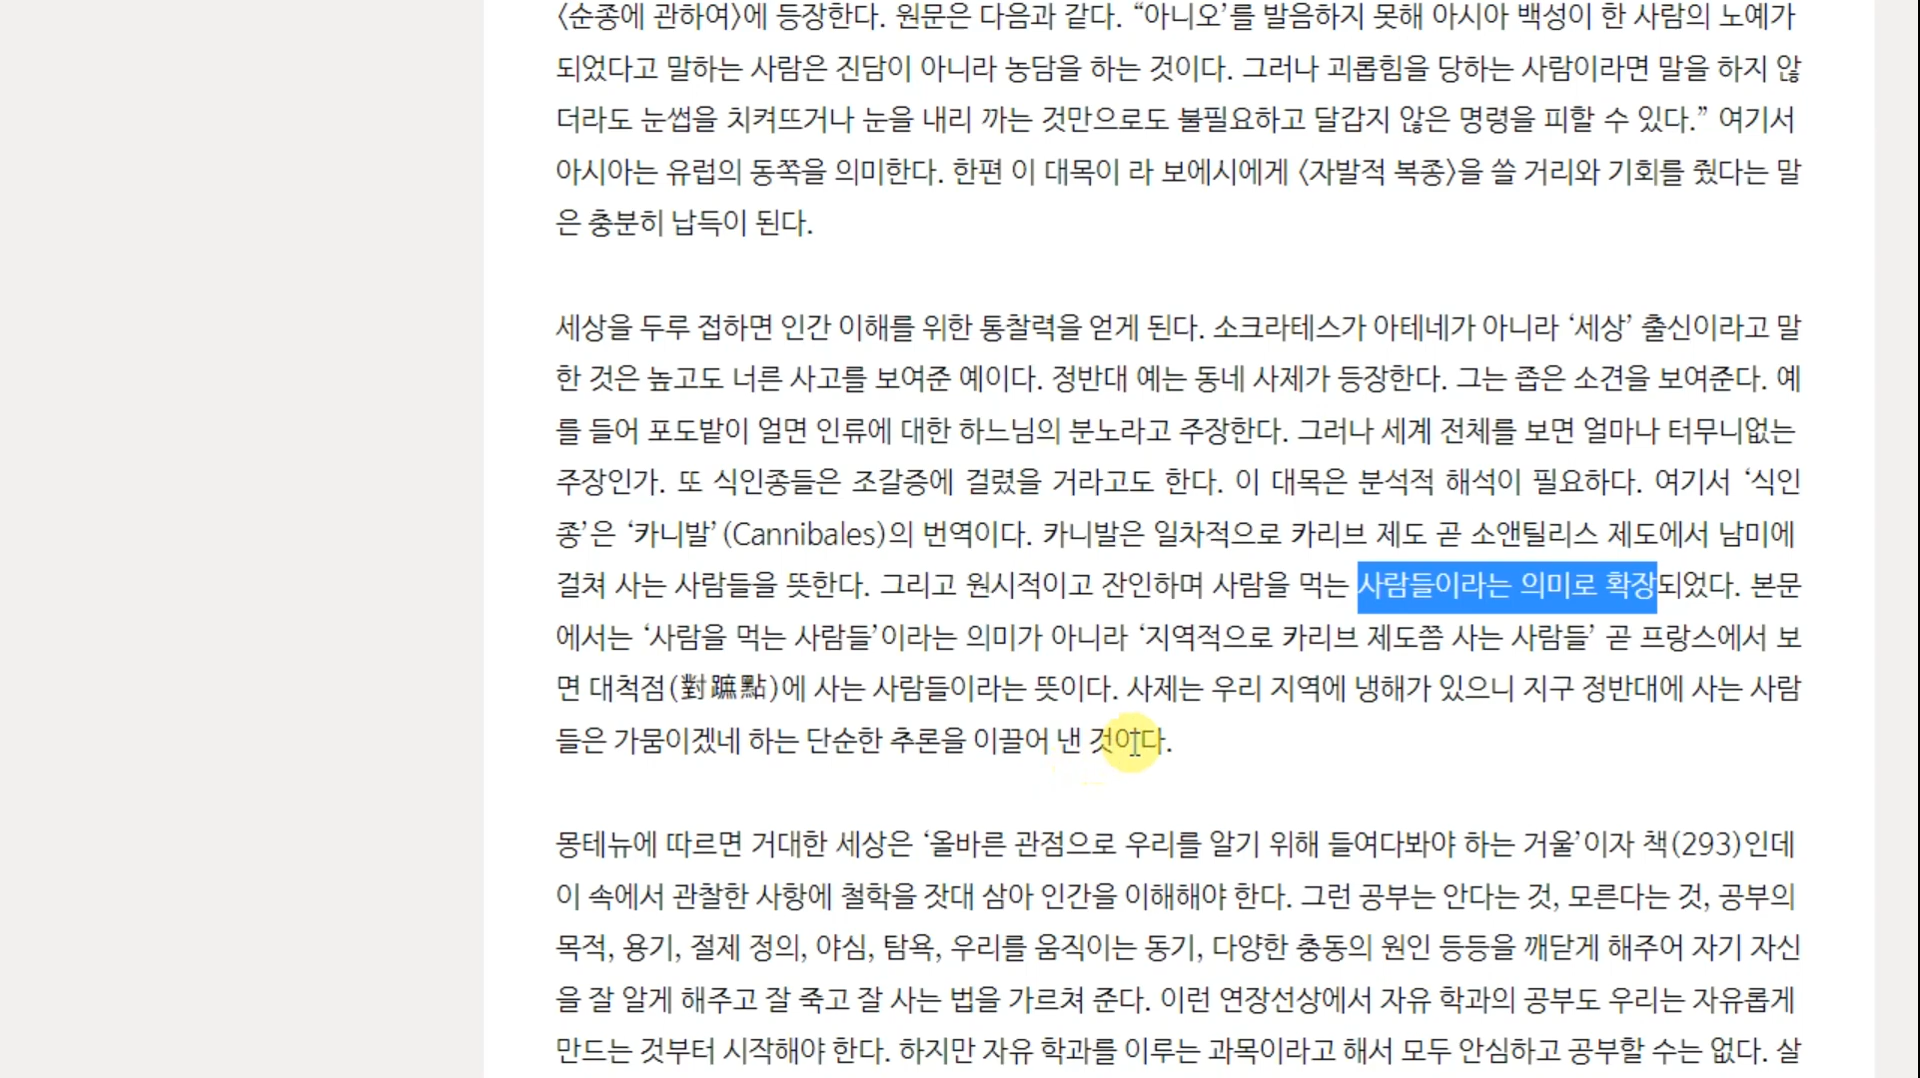 〈순종에 관하여〉에 등장한다. 원문은 다음과 같다. “아니오’를 발음하지 못해 아시아 백성이 한 사람의 노예가
되었다고 말하는 사람은 진담이 아니라 농담을 하는 것이다. 그러나 괴롭힘을 당하는 사람이라면 말을 하지 않
더라도 눈썹을 치켜뜨거나 눈을 내리 까는 것만으로도 불필요하고 달갑지 않은 명령을 피할 수 있다.” 여기서
아시아는 유럽의 동쪽을 의미한다. 한편 이 대목이 라 보에시에게 〈자발적 복종〉을 쓸 거리와 기회를 줬다는 말
은 충분히 납득이 된다.
세상을 두루 접하면 인간 이해를 위한 통찰력을 얻게 된다. 소크라테스가 아테네가 아니라 ‘세상’ 출신이라고 말
한 것은 높고도 너른 사고를 보여준 예이다. 정반대 예는 동네 사제가 등장한다. 그는 좁은 소견을 보여준다. 예
를 들어 포도밭이 얼면 인류에 대한 하느님의 분노라고 주장한다. 그러나 세계 전체를 보면 얼마나 터무니없는
주장인가. 또 식인종들은 조갈증에 걸렸을 거라고도 한다. 이 대목은 분석적 해석이 필요하다. 여기서 ‘식인
종’은 ‘카니발’(Cannibales)의 번역이다. 카니발은 일차적으로 카리브 제도 곧 소앤틸리스 제도에서 남미에
걸쳐 사는 사람들을 뜻한다. 그리고 원시적이고 잔인하며 사람을 먹는 사람들이라는 의미로 확장되었다. 본문
에서는 ‘사람을 먹는 사람들’이라는 의미가 아니라 ‘지역적으로 카리브 제도쯤 사는 사람들’ 곧 프랑스에서 보
면 대척점(對蹠點)에 사는 사람들이라는 뜻이다. 사제는 우리 지역에 냉해가 있으니 지구 정반대에 사는 사람
들은 가뭄이겠네 하는 단순한 추론을 이끌어 낸 것이다.
몽테뉴에 따르면 거대한 세상은 ‘올바른 관점으로 우리를 알기 위해 들여다봐야 하는 거울’이자 책(293)인데
이 속에서 관찰한 사항에 철학을 잣대 삼아 인간을 이해해야 한다. 그런 공부는 안다는 것, 모른다는 것, 공부의
목적, 용기, 절제 정의, 야심, 탐욕, 우리를 움직이는 동기, 다양한 충동의 원인 등등을 깨닫게 해주어 자기 자신
을 잘 알게 해주고 잘 죽고 잘 사는 법을 가르쳐 준다. 이런 연장선상에서 자유 학과의 공부도 우리는 자유롭게
만드는 것부터 시작해야 한다. 하지만 자유 학과를 이루는 과목이라고 해서 모두 안심하고 공부할 수는 없다. 살